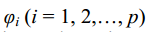 φᵢ (i = 1, 2,…, p)